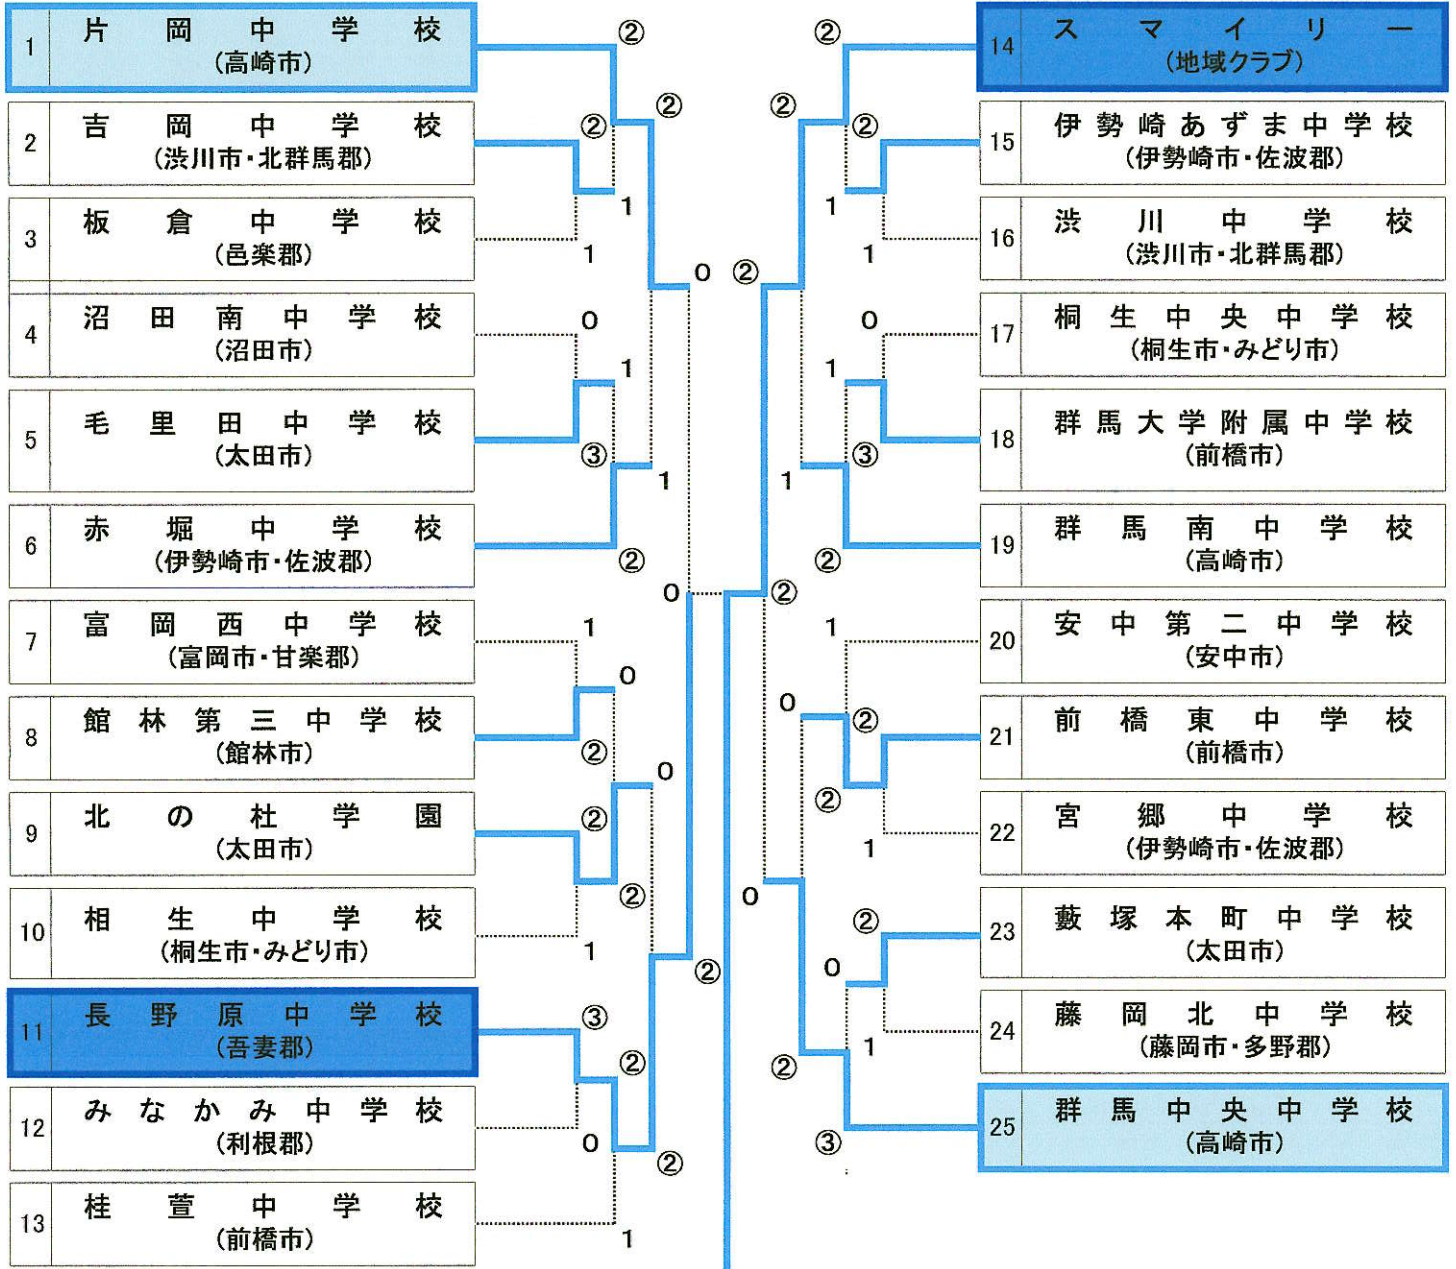 1 片岡中学校
(高崎市)
2 吉岡中学校
(渋川市・北群馬郡)
3 板倉中学校
(邑楽郡)
4 沼田南中学校
(沼田市)
5 毛里田中学校
(太田市)
6 赤堀中学校
(伊勢崎市・佐波郡)
7 富岡西中学校
(富岡市・甘楽郡)
8 館林第三中学校
(館林市)
9 北の杜学園
(太田市)
10 相生中学校
(桐生市・みどり市)
11 長野原中学校
(吾妻郡)
12 みなかみ中学校
(利根郡)
13 桂萱中学校
(前橋市)
②
②
②
1
1
0
0
1
③
1
②
0
1
0
②
0
②
②
1
②
③
②
0
②
1
②
②
②
1
1
②
0
1
③
1
②
②
1
0
②
②
1
0
②
0
1
②
③
14 スマイリー
(地域クラブ)
15 伊勢崎あずま中学校
(伊勢崎市・佐波郡)
16 渋川中学校
(渋川市・北群馬郡)
17 桐生中央中学校
(桐生市・みどり市)
18 群馬大学附属中学校
(前橋市)
19 群馬南中学校
(高崎市)
20 安中第二中学校
(安中市)
21 前橋東中学校
(前橋市)
22 宮郷中学校
(伊勢崎市・佐波郡)
23 藪塚本町中学校
(太田市)
24 藤岡北中学校
(藤岡市・多野郡)
25 群馬中央中学校
(高崎市)